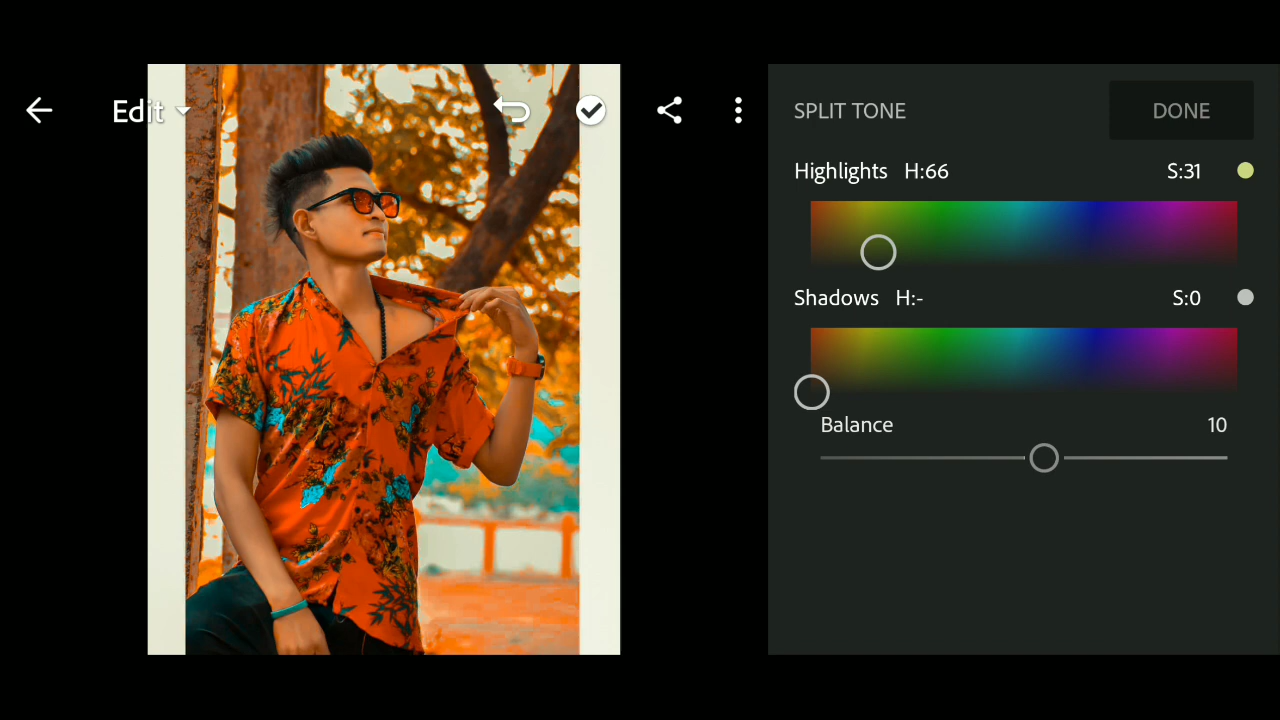 Edit
SPLIT TONE
DONE
Highlights H:66 S:31
Shadows H:- S:0
Balance 10